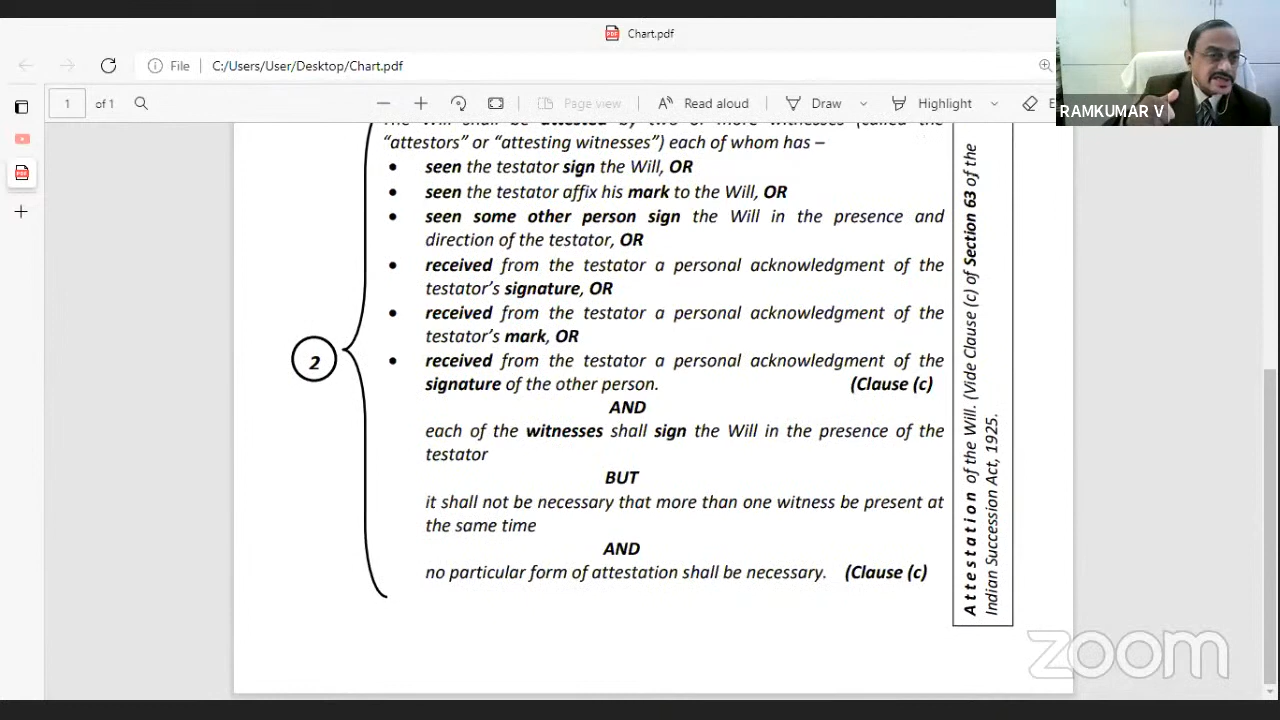 Chart.pdf
File C:/Users/User/Desktop/Chart.pdf
1 of 1 Page view Read aloud Draw Highlight
RAMKUMAR V
The Will shall be attested by two or more witnesses (called the
“attestors” or “attesting witnesses”) each of whom has –
• seen the testator sign the Will, OR
• seen the testator affix his mark to the Will, OR
• seen some other person sign the Will in the presence and
direction of the testator, OR
• received from the testator a personal acknowledgment of the
testator’s signature, OR
• received from the testator a personal acknowledgment of the
testator’s mark, OR
• received from the testator a personal acknowledgment of the
signature of the other person. (Clause (c)
AND
each of the witnesses shall sign the Will in the presence of the
testator
BUT
it shall not be necessary that more than one witness be present at
the same time
AND
no particular form of attestation shall be necessary. (Clause (c)
2
Attestation of the Will. (Vide Clause (c) of Section 63 of the
Indian Succession Act, 1925.
zoom